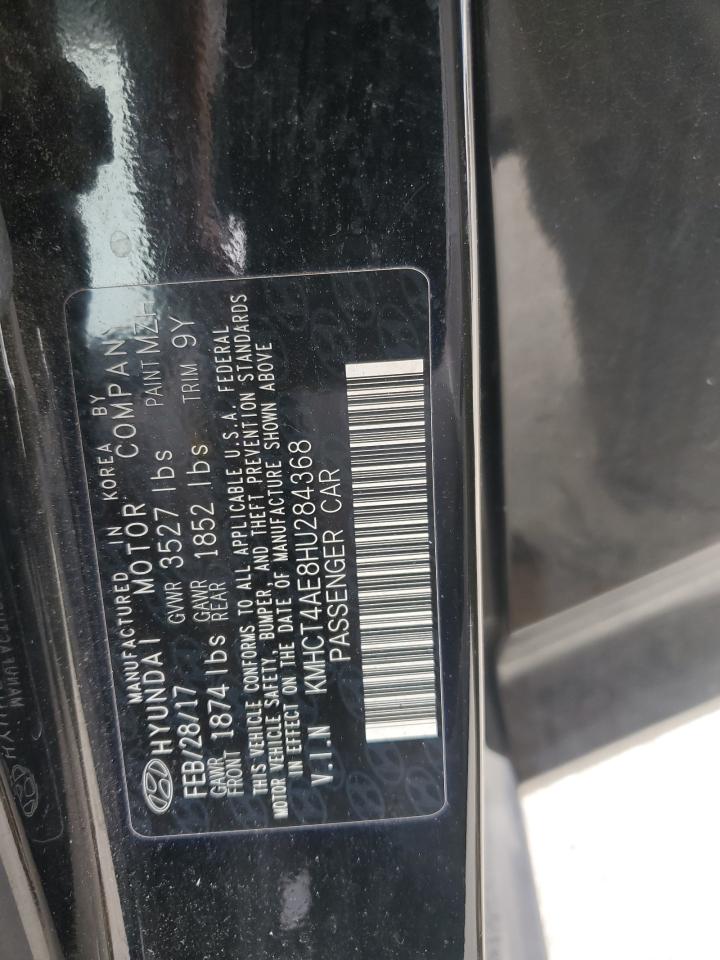 MANUFACTURED IN KOREA BY
HYUNDAI MOTOR COMPANY
FEB/28/17 GVWR 3527 lbs PAINT MZH
GAWR FRONT 1874 lbs GAWR REAR 1852 lbs TRIM 9Y
THIS VEHICLE CONFORMS TO ALL APPLICABLE U.S.A. FEDERAL
MOTOR VEHICLE SAFETY, BUMPER, AND THEFT PREVENTION STANDARDS
IN EFFECT ON THE DATE OF MANUFACTURE SHOWN ABOVE
V.I.N KMHCT4AE8HU284368
PASSENGER CAR